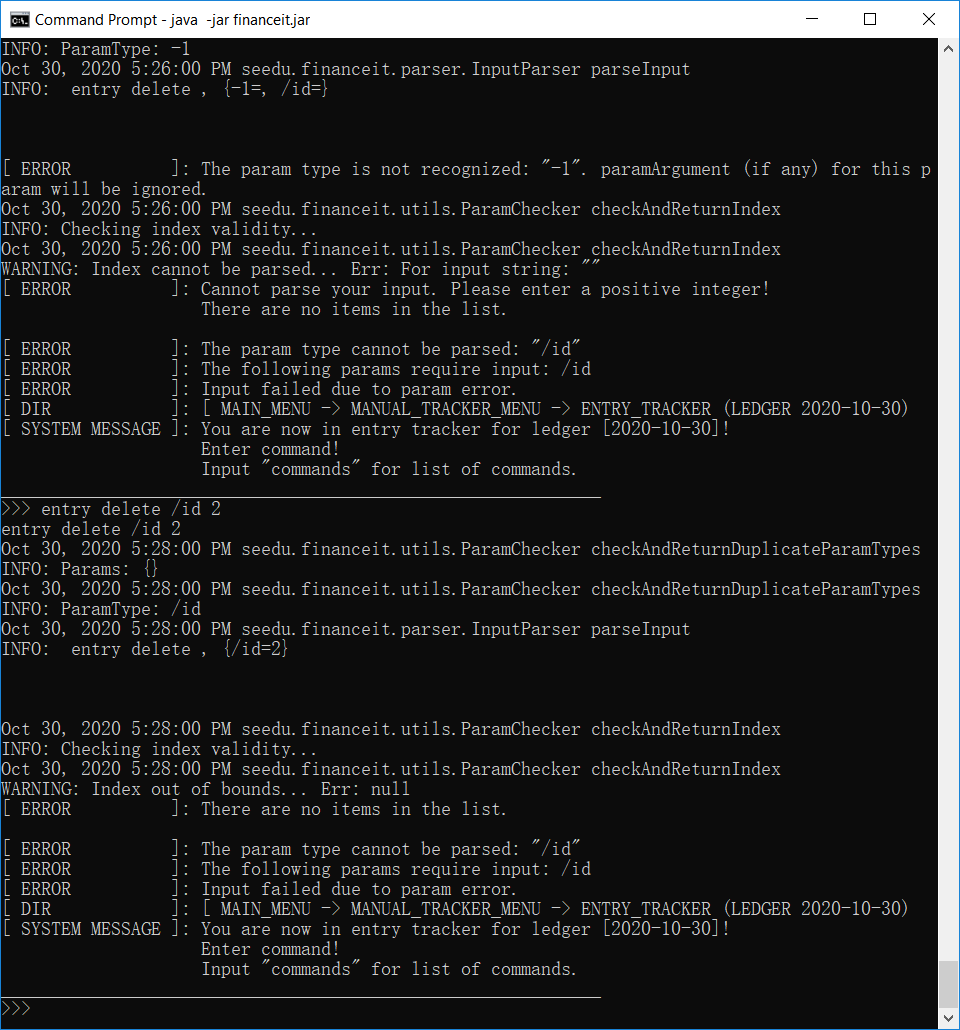 Command Prompt - java  -jar financeit.jar
INFO: ParamType: -1
Oct 30, 2020 5:26:00 PM seedu.financeit.parser.InputParser parseInput
INFO:  entry delete , {-1=, /id=}
[ ERROR          ]: The param type is not recognized: "-1". paramArgument (if any) for this p
aram will be ignored.
Oct 30, 2020 5:26:00 PM seedu.financeit.utils.ParamChecker checkAndReturnIndex
INFO: Checking index validity...
Oct 30, 2020 5:26:00 PM seedu.financeit.utils.ParamChecker checkAndReturnIndex
WARNING: Index cannot be parsed... Err: For input string: ""
[ ERROR          ]: Cannot parse your input. Please enter a positive integer!
                    There are no items in the list.
[ ERROR          ]: The param type cannot be parsed: "/id"
[ ERROR          ]: The following params require input: /id
[ ERROR          ]: Input failed due to param error.
[ DIR            ]: [ MAIN_MENU -> MANUAL_TRACKER_MENU -> ENTRY_TRACKER (LEDGER 2020-10-30)
[ SYSTEM MESSAGE ]: You are now in entry tracker for ledger [2020-10-30]!
                    Enter command!
                    Input "commands" for list of commands.
>>> entry delete /id 2
entry delete /id 2
Oct 30, 2020 5:28:00 PM seedu.financeit.utils.ParamChecker checkAndReturnDuplicateParamTypes
INFO: Params: {}
Oct 30, 2020 5:28:00 PM seedu.financeit.utils.ParamChecker checkAndReturnDuplicateParamTypes
INFO: ParamType: /id
Oct 30, 2020 5:28:00 PM seedu.financeit.parser.InputParser parseInput
INFO:  entry delete , {/id=2}
Oct 30, 2020 5:28:00 PM seedu.financeit.utils.ParamChecker checkAndReturnIndex
INFO: Checking index validity...
Oct 30, 2020 5:28:00 PM seedu.financeit.utils.ParamChecker checkAndReturnIndex
WARNING: Index out of bounds... Err: null
[ ERROR          ]: There are no items in the list.
[ ERROR          ]: The param type cannot be parsed: "/id"
[ ERROR          ]: The following params require input: /id
[ ERROR          ]: Input failed due to param error.
[ DIR            ]: [ MAIN_MENU -> MANUAL_TRACKER_MENU -> ENTRY_TRACKER (LEDGER 2020-10-30)
[ SYSTEM MESSAGE ]: You are now in entry tracker for ledger [2020-10-30]!
                    Enter command!
                    Input "commands" for list of commands.
>>>